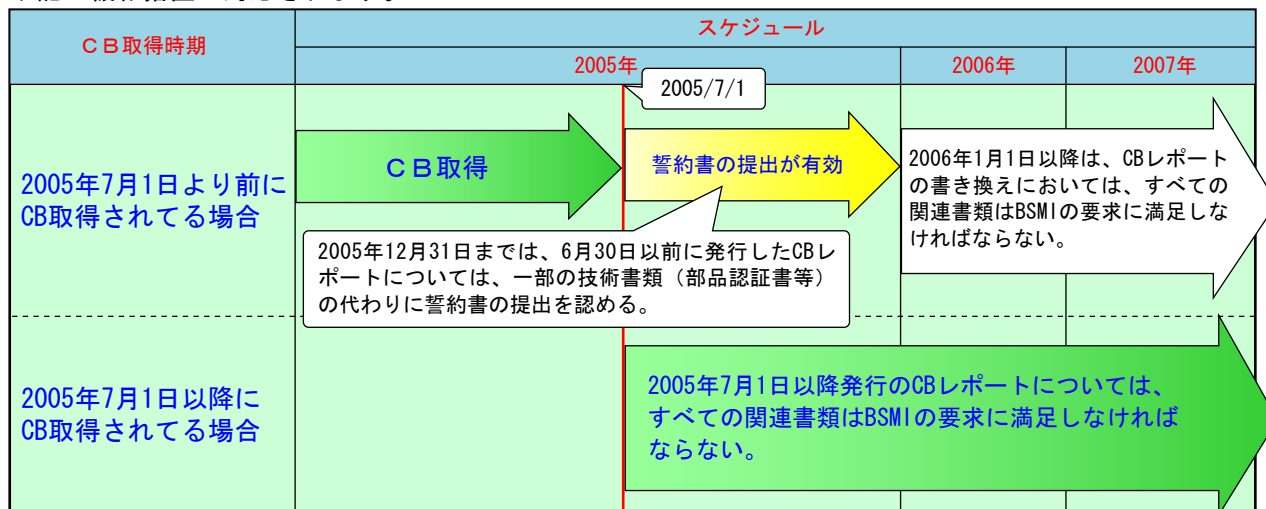 ＣＢ取得時期
スケジュール
2005年
2006年
2007年
2005/7/1
2005年7月1日より前に
CB取得されてる場合
ＣＢ取得
誓約書の提出が有効
2006年1月1日以降は、CBレポート
の書き換えにおいては、すべての
関連書類はBSMIの要求に満足しな
ければならない。
2005年12月31日までは、6月30日以前に発行したCBレ
ポートについては、一部の技術書類（部品認証書等）
の代わりに誓約書の提出を認める。
2005年7月1日以降に
CB取得されてる場合
2005年7月1日以降発行のCBレポートについては、
すべての関連書類はBSMIの要求に満足しなければ
ならない。